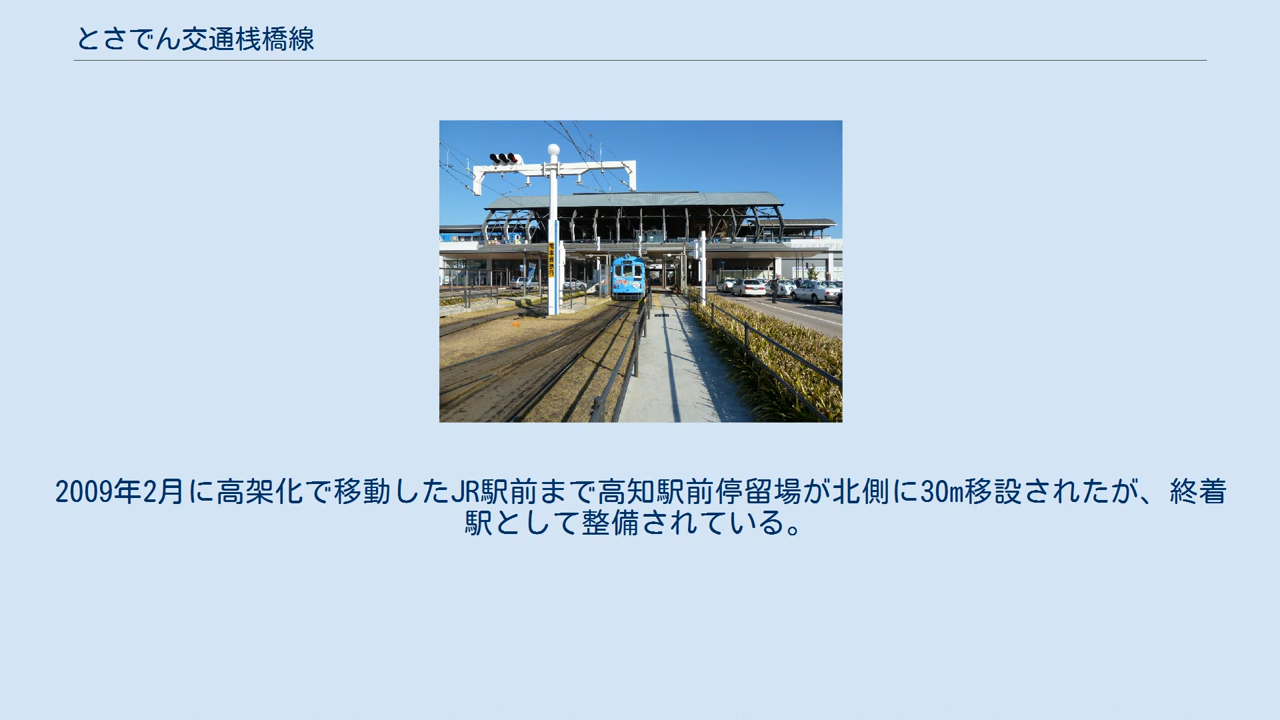 とさでん交通桟橋線
2009年2月に高架化で移動したJR駅前まで高知駅前停留場が北側に30m移設されたが、終着
駅として整備されている。